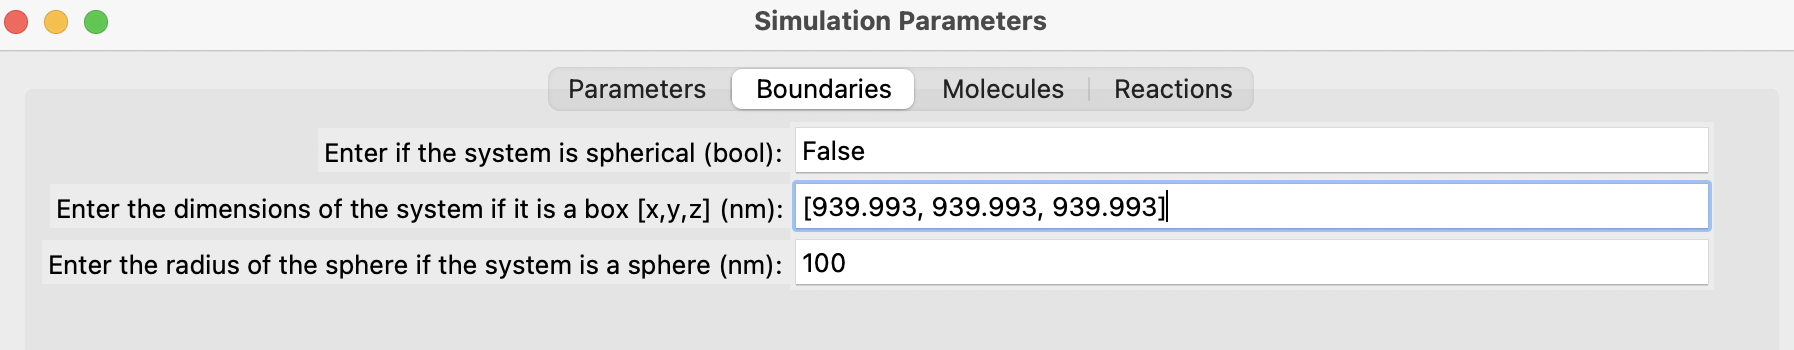 Simulation Parameters
Parameters Boundaries Molecules Reactions
Enter if the system is spherical (bool): False
Enter the dimensions of the system if it is a box [x,y,z] (nm): [939.993, 939.993, 939.993]
Enter the radius of the sphere if the system is a sphere (nm): 100